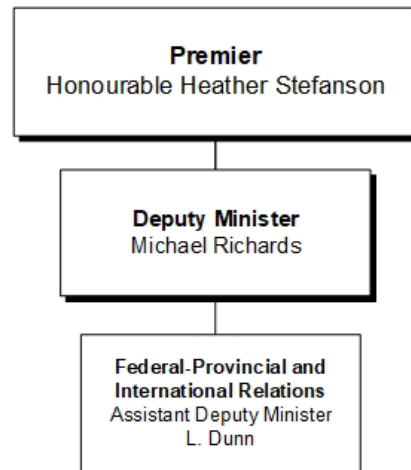 Premier
Honourable Heather Stefanson
Deputy Minister
Michael Richards
Federal-Provincial and
International Relations
Assistant Deputy Minister
L. Dunn